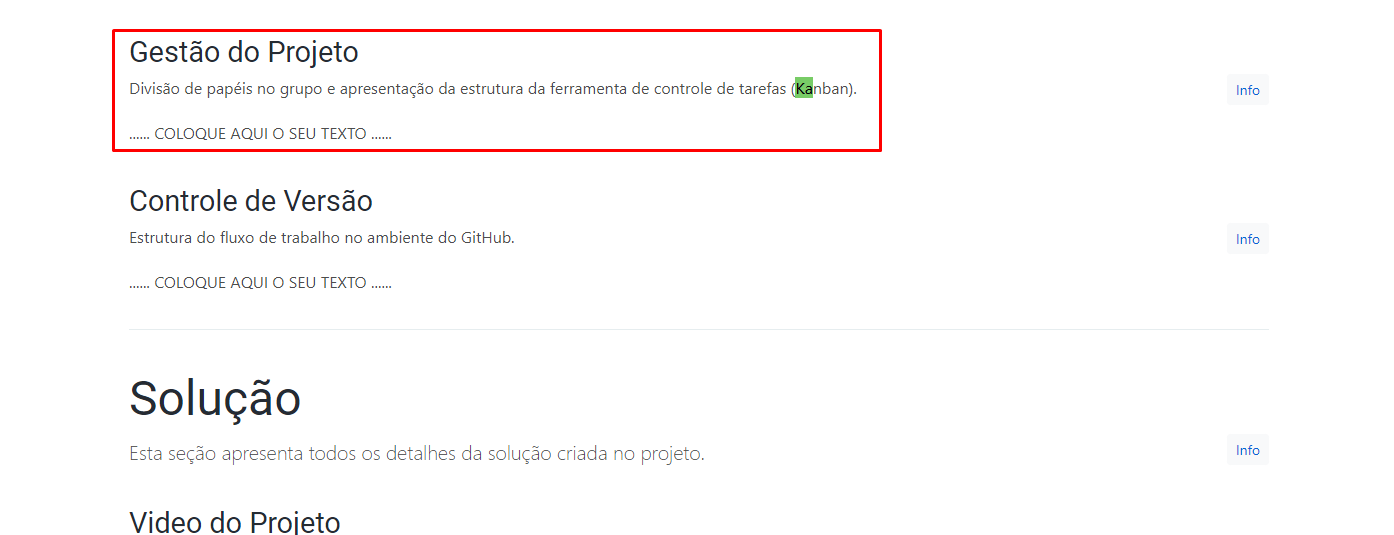 Gestão do Projeto
Divisão de papéis no grupo e apresentação da estrutura da ferramenta de controle de tarefas (Kanban).
Info
...... COLOQUE AQUI O SEU TEXTO ......
Controle de Versão
Estrutura do fluxo de trabalho no ambiente do GitHub.
Info
...... COLOQUE AQUI O SEU TEXTO ......
Solução
Esta seção apresenta todos os detalhes da solução criada no projeto.
Info
Video do Projeto